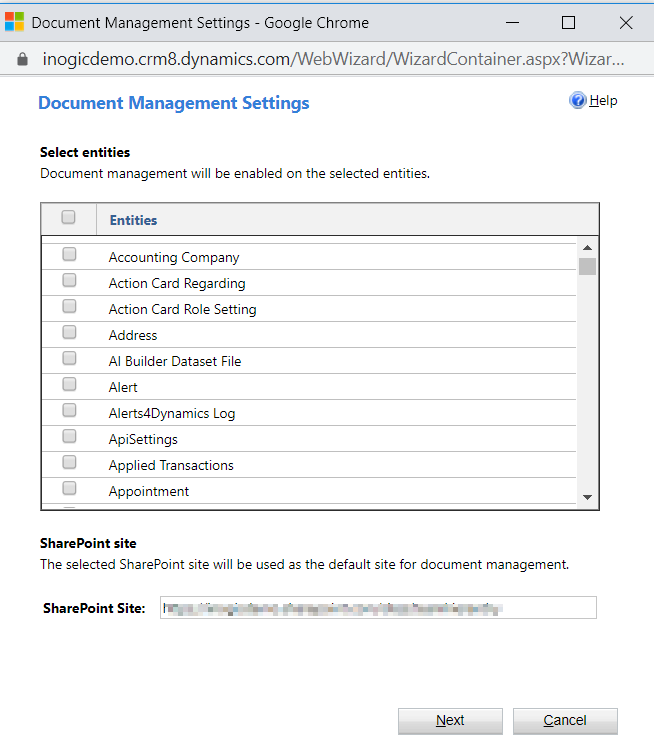 Document Management Settings - Google Chrome
inogicdemo.crm8.dynamics.com/WebWizard/WizardContainer.aspx?Wizar...
Document Management Settings
Help
Select entities
Document management will be enabled on the selected entities.
Entities
Accounting Company
Action Card Regarding
Action Card Role Setting
Address
AI Builder Dataset File
Alert
Alerts4Dynamics Log
ApiSettings
Applied Transactions
Appointment
SharePoint site
The selected SharePoint site will be used as the default site for document management.
SharePoint Site:
Next
Cancel